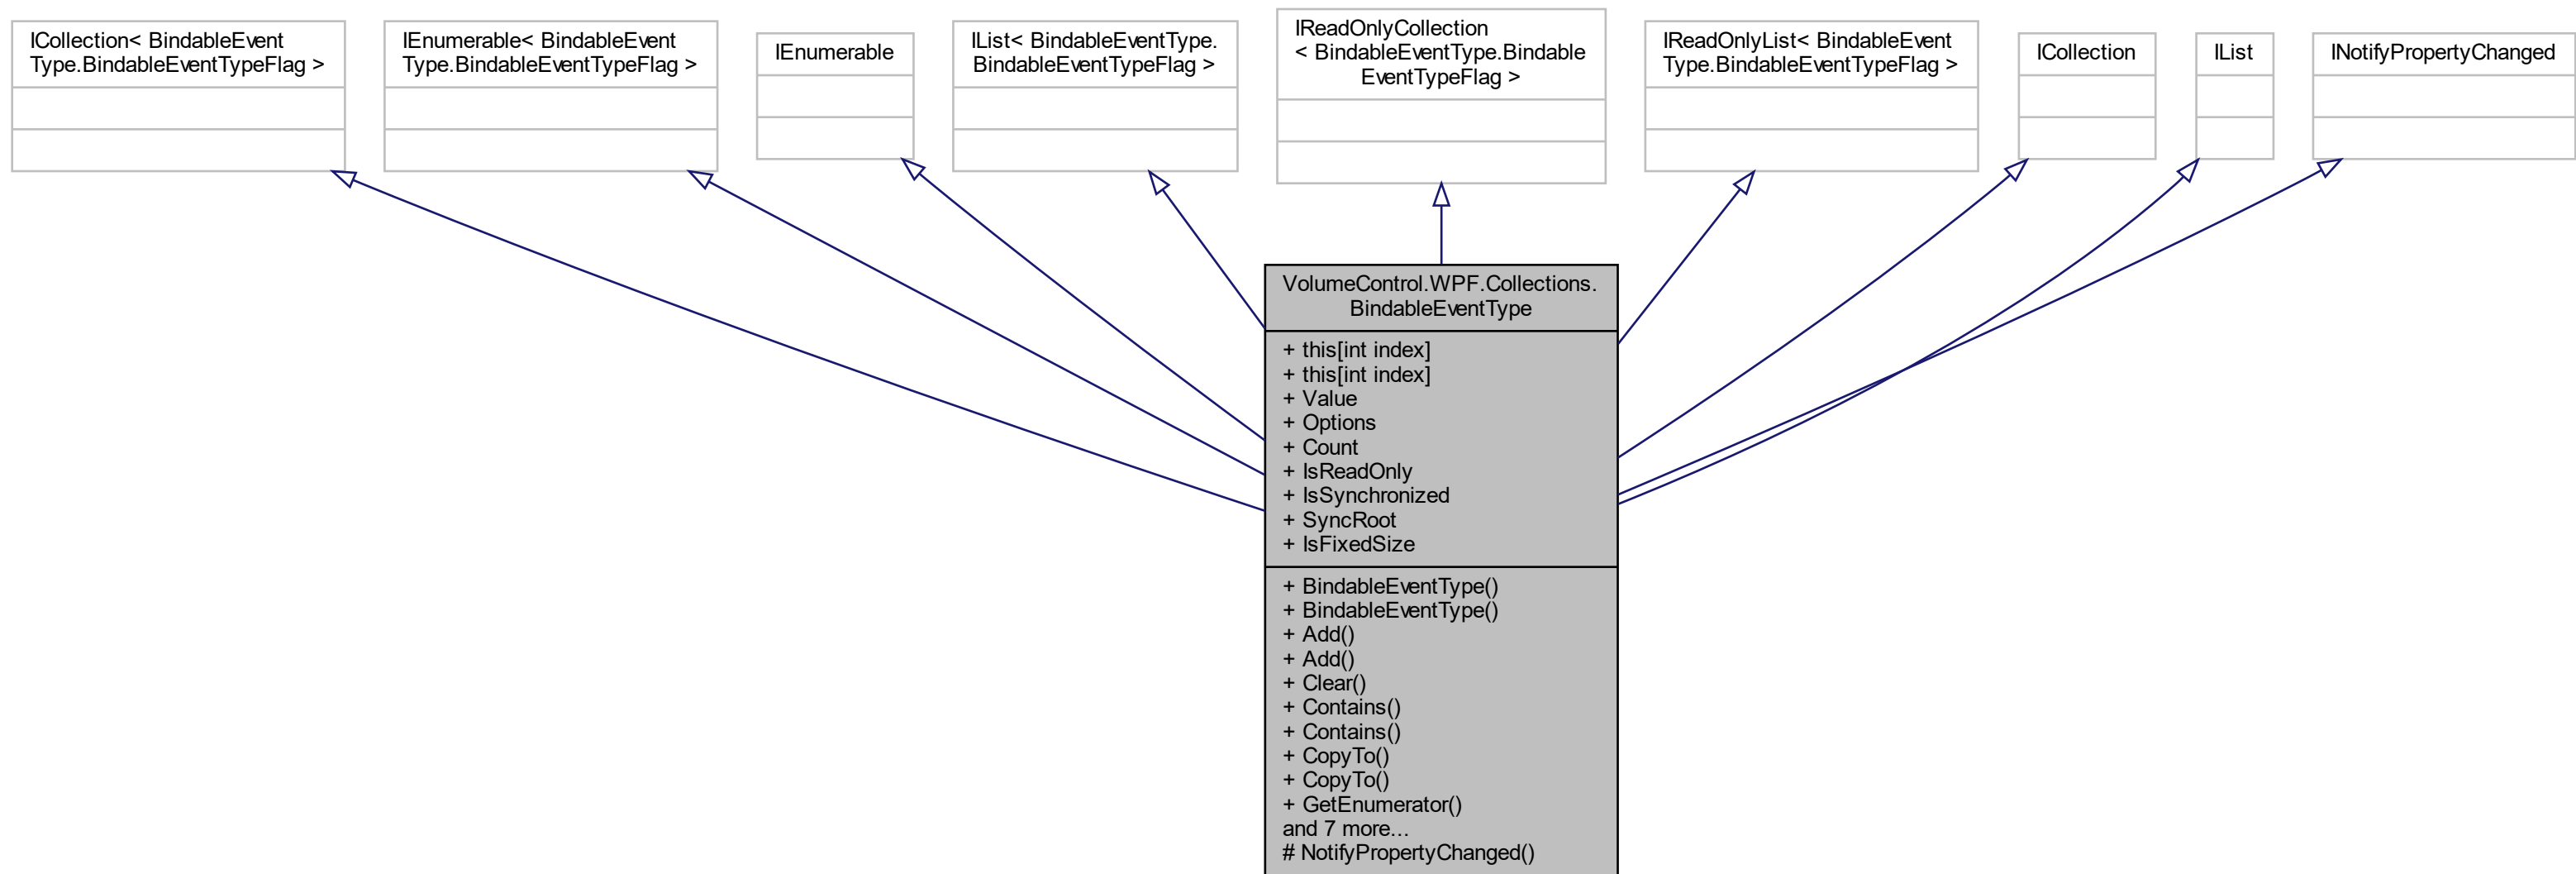 ICollection< BindableEvent
Type.BindableEventTypeFlag >
IEnumerable< BindableEvent
Type.BindableEventTypeFlag >
IEnumerable
IList< BindableEventType.
BindableEventTypeFlag >
IReadOnlyCollection
< BindableEventType.Bindable
EventTypeFlag >
IReadOnlyList< BindableEvent
Type.BindableEventTypeFlag >
ICollection
IList
INotifyPropertyChanged
VolumeControl.WPF.Collections.
BindableEventType
+ this[int index]
+ this[int index]
+ Value
+ Options
+ Count
+ IsReadOnly
+ IsSynchronized
+ SyncRoot
+ IsFixedSize
+ BindableEventType()
+ BindableEventType()
+ Add()
+ Add()
+ Clear()
+ Contains()
+ Contains()
+ CopyTo()
+ CopyTo()
+ GetEnumerator()
and 7 more...
# NotifyPropertyChanged()